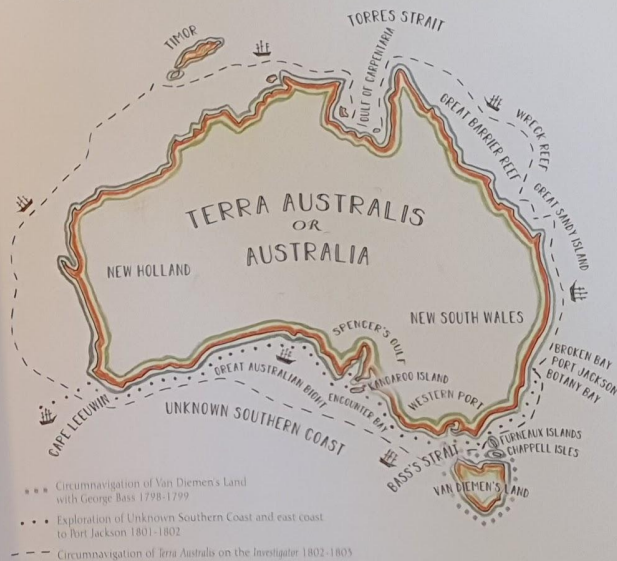 TORRES STRAIT
TIMOR
GULF OF CARPENTARIA
WRECK REEF
GREAT BARRIER REEF
GREAT SANDY ISLAND
TERRA AUSTRALIS
OR
AUSTRALIA
NEW HOLLAND
NEW SOUTH WALES
SPENCER'S GULF
BROKEN BAY
PORT JACKSON
BOTANY BAY
KANGAROO ISLAND
GREAT AUSTRALIAN BIGHT
ENCOUNTER BAY
WESTERN PORT
CAPE LEEUWIN
UNKNOWN SOUTHERN COAST
BASS'S STRAIT
FURNEAUX ISLANDS
CHAPPELL ISLES
VAN DIEMEN'S LAND
Circumnavigation of Van Diemen's Land
with George Bass 1798-1799
Exploration of Unknown Southern Coast and east coast
to Port Jackson 1801-1802
Circumnavigation of Terra Australis on the Investigator 1802-1803